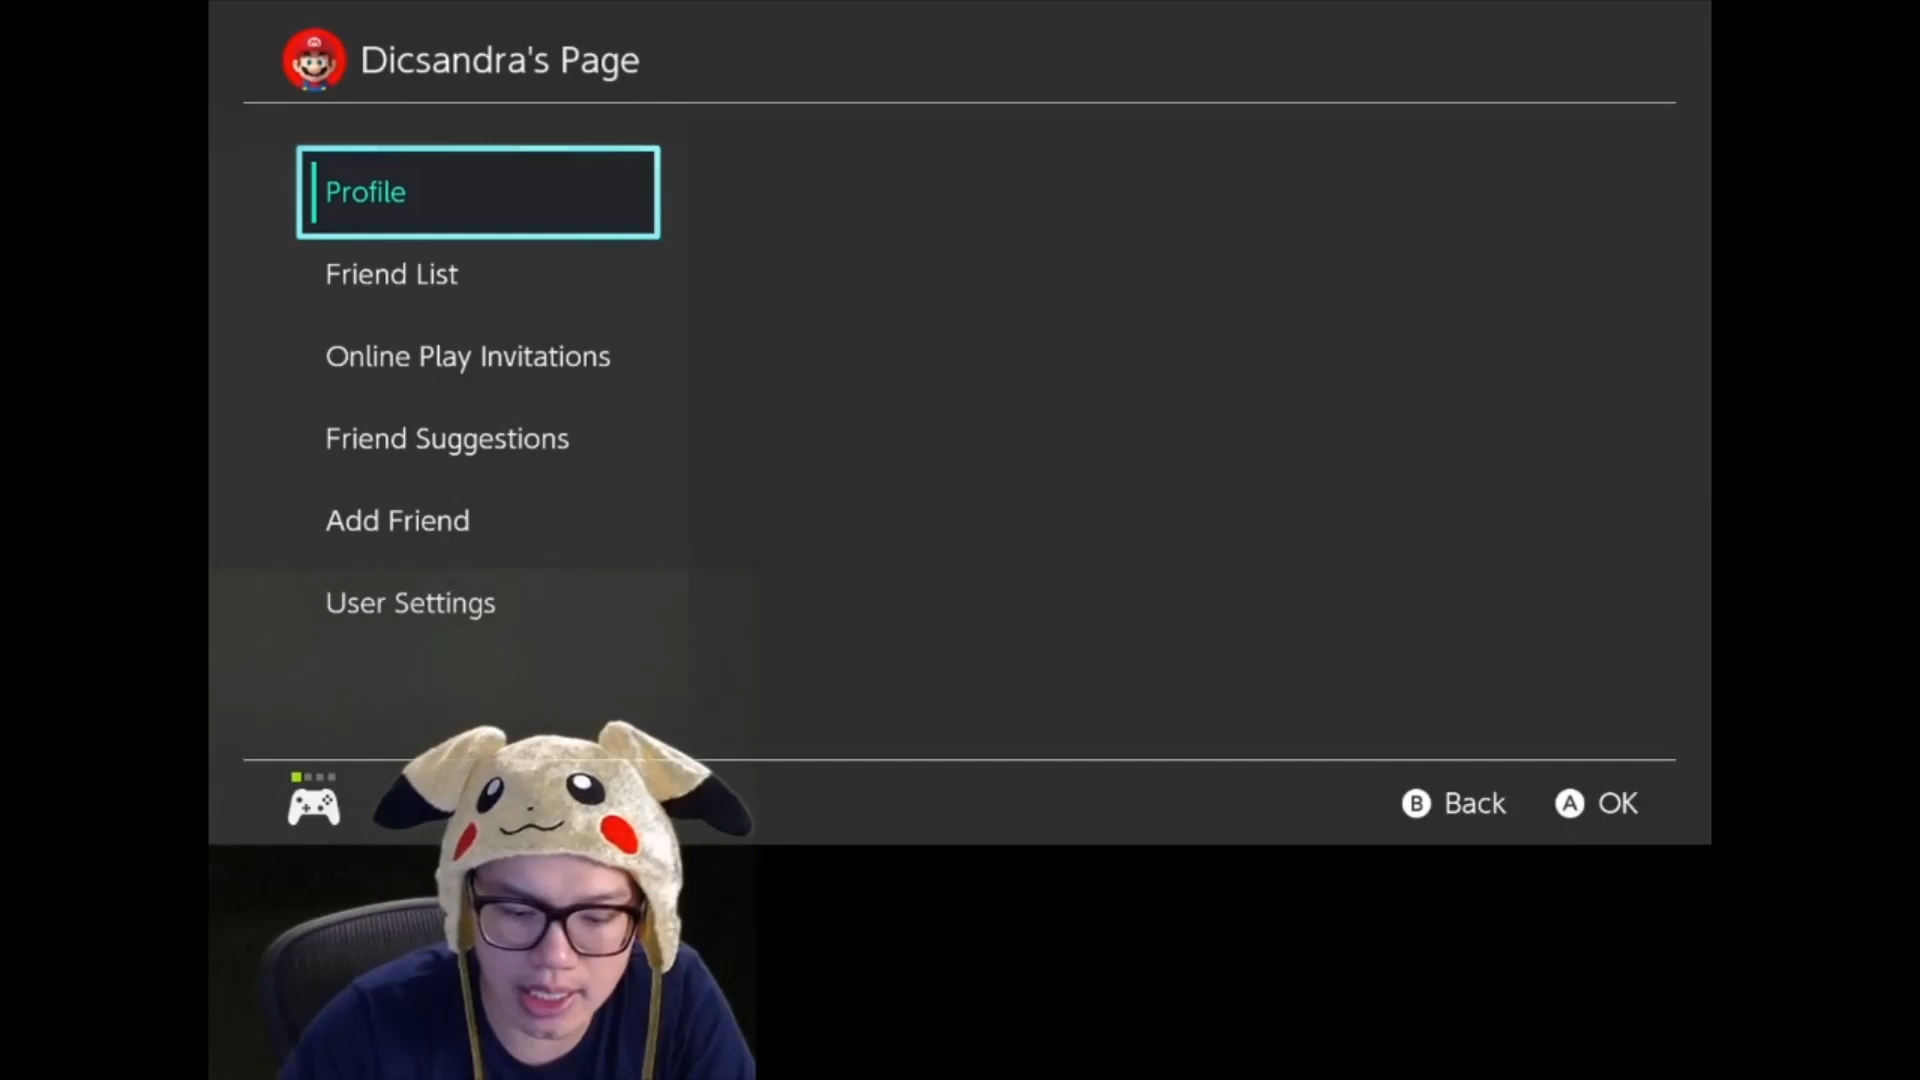 Dicsandra's Page
Profile
Friend List
Online Play Invitations
Friend Suggestions
Add Friend
User Settings
B Back A OK